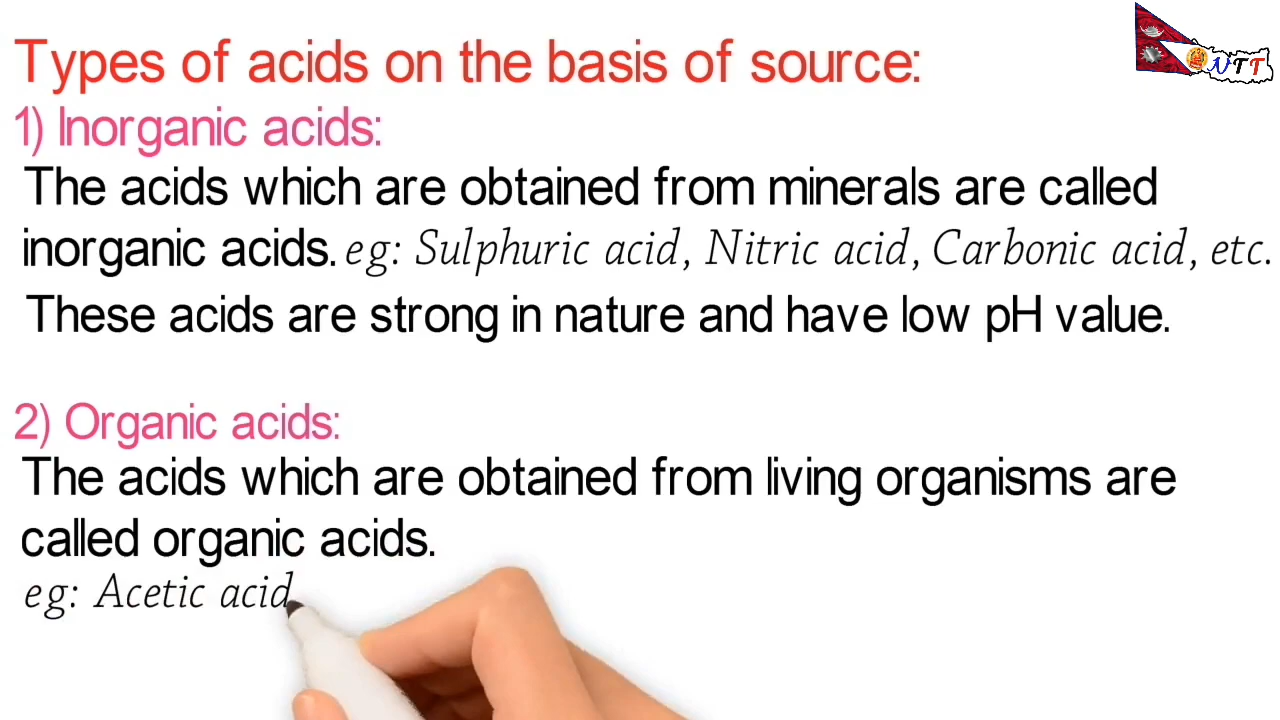 Types of acids on the basis of source:
NTT
1) Inorganic acids:
The acids which are obtained from minerals are called
inorganic acids. eg: Sulphuric acid, Nitric acid, Carbonic acid, etc.
These acids are strong in nature and have low pH value.
2) Organic acids:
The acids which are obtained from living organisms are
called organic acids.
eg: Acetic acid